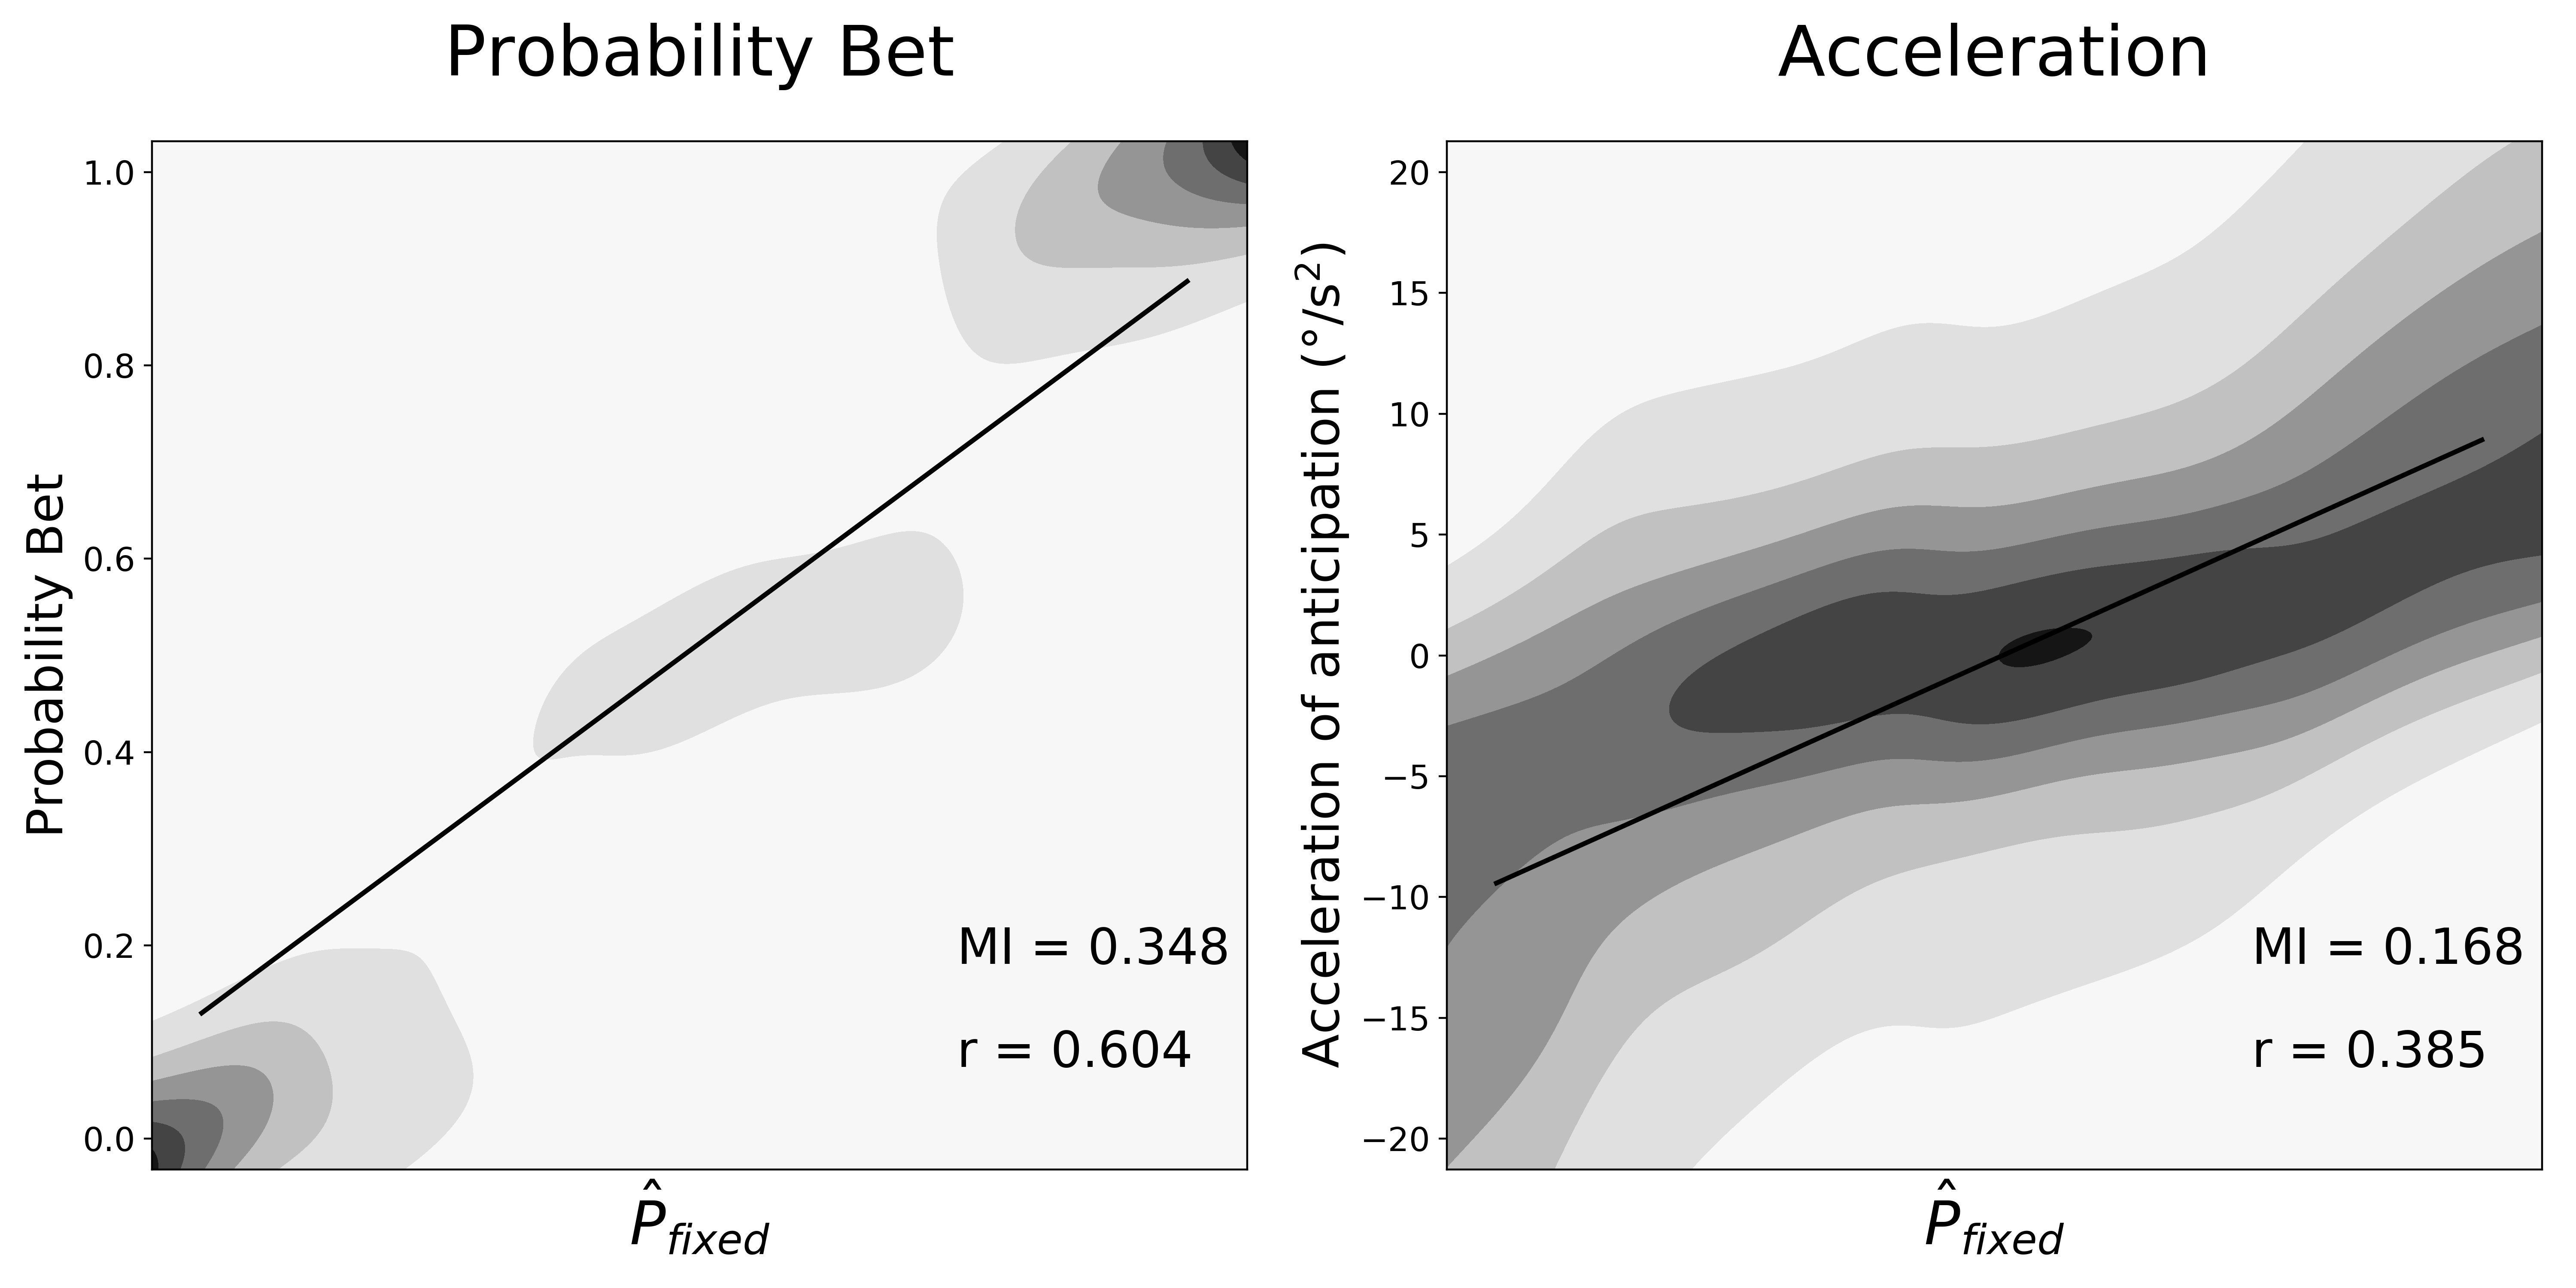 Probability Bet
Probability Bet
1.0
0.8
0.6
0.4
0.2
0.0
MI = 0.348
r = 0.604
P̂_fixed
Acceleration
Acceleration of anticipation (°/s²)
20
15
10
5
0
−5
−10
−15
−20
MI = 0.168
r = 0.385
P̂_fixed